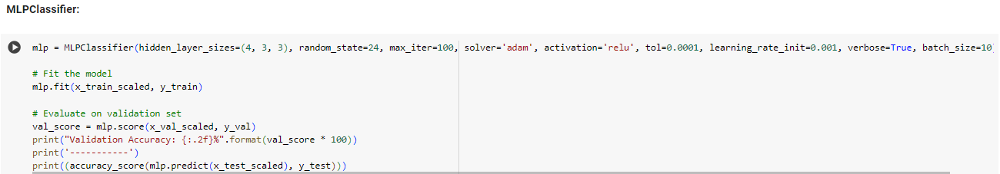 MLPClassifier:
mlp = MLPClassifier(hidden_layer_sizes=(4, 3, 3), random_state=24, max_iter=100, solver='adam', activation='relu', tol=0.0001, learning_rate_init=0.001, verbose=True, batch_size=10)
# Fit the model
mlp.fit(x_train_scaled, y_train)
# Evaluate on validation set
val_score = mlp.score(x_val_scaled, y_val)
print("Validation Accuracy: {:.2f}%".format(val_score * 100))
print('-----------')
print((accuracy_score(mlp.predict(x_test_scaled), y_test)))